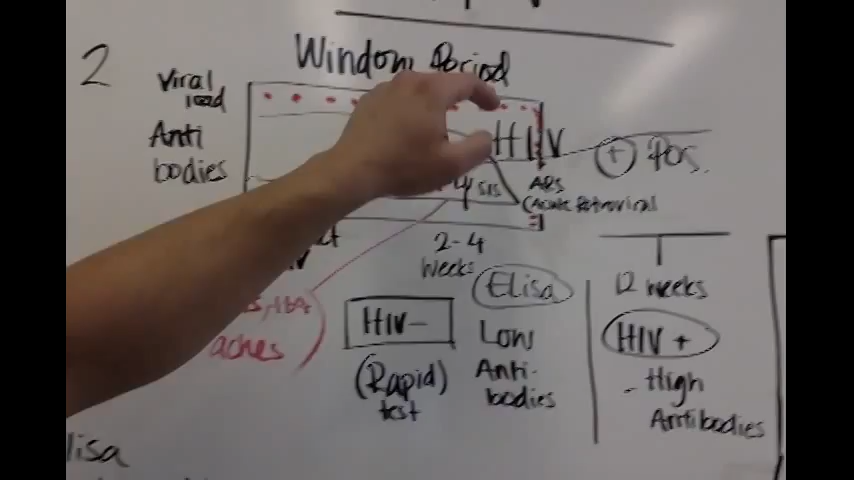 2
Window Period
Viral
load
Anti
bodies
HIV
+ Pos.
ysis
ARS
(Acute Retroviral
2-4
Weeks
12 weeks
Elisa
HIV-
HIV +
Low
(Rapid)
test
Anti-
bodies
- High
Antibodies
aches
lisa